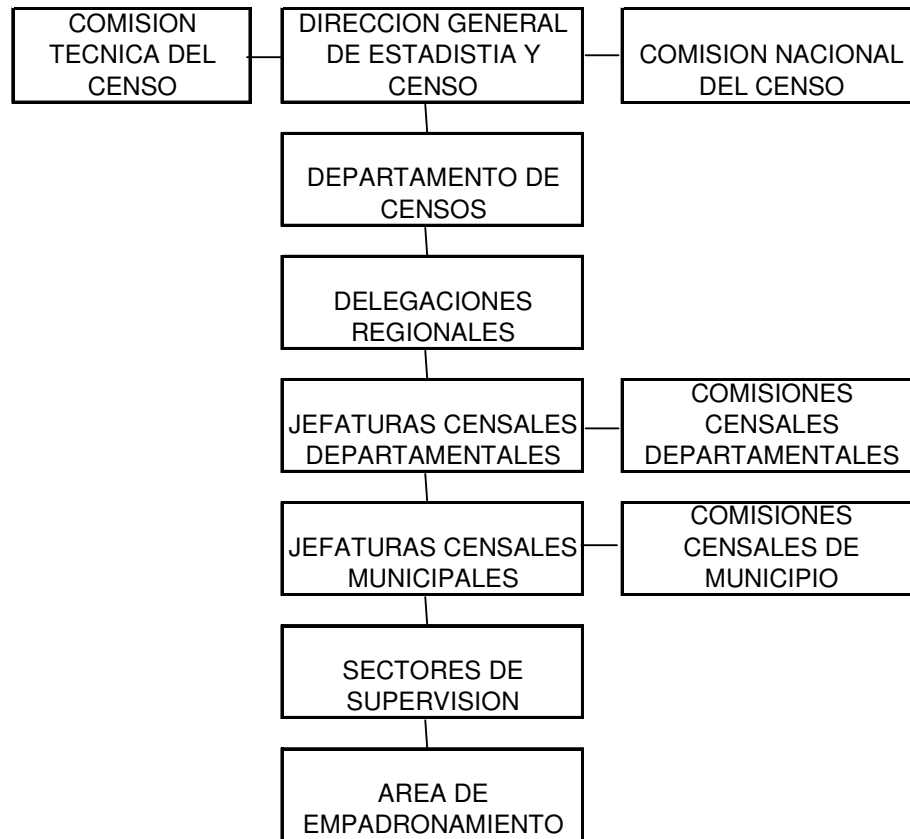 COMISION
TECNICA DEL
CENSO
DIRECCION GENERAL
DE ESTADISTIA Y
CENSO
COMISION NACIONAL
DEL CENSO
DEPARTAMENTO DE
CENSOS
DELEGACIONES
REGIONALES
JEFATURAS CENSALES
DEPARTAMENTALES
COMISIONES
CENSALES
DEPARTAMENTALES
JEFATURAS CENSALES
MUNICIPALES
COMISIONES
CENSALES DE
MUNICIPIO
SECTORES DE
SUPERVISION
AREA DE
EMPADRONAMIENTO